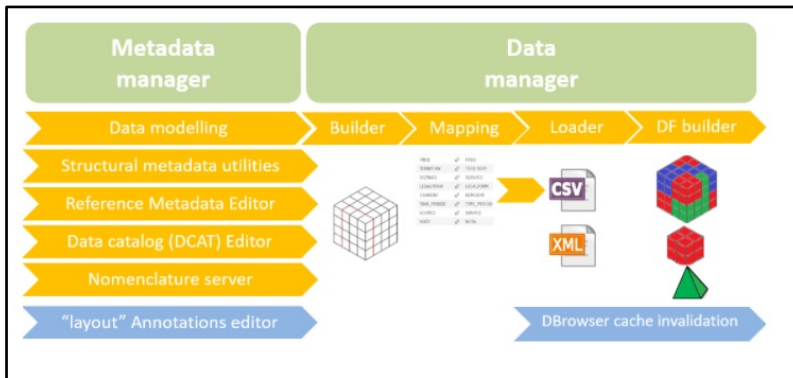 Metadada
manager
Data
manager
Data modelling
Builder
Mapping
Loader
DF builder
Structural metadata utilities
Reference Metadata Editor
Data catalog (DCAT) Editor
Nomenclature server
"layout" Annotations editor
CSV
XML
DBrowser cache invalidation